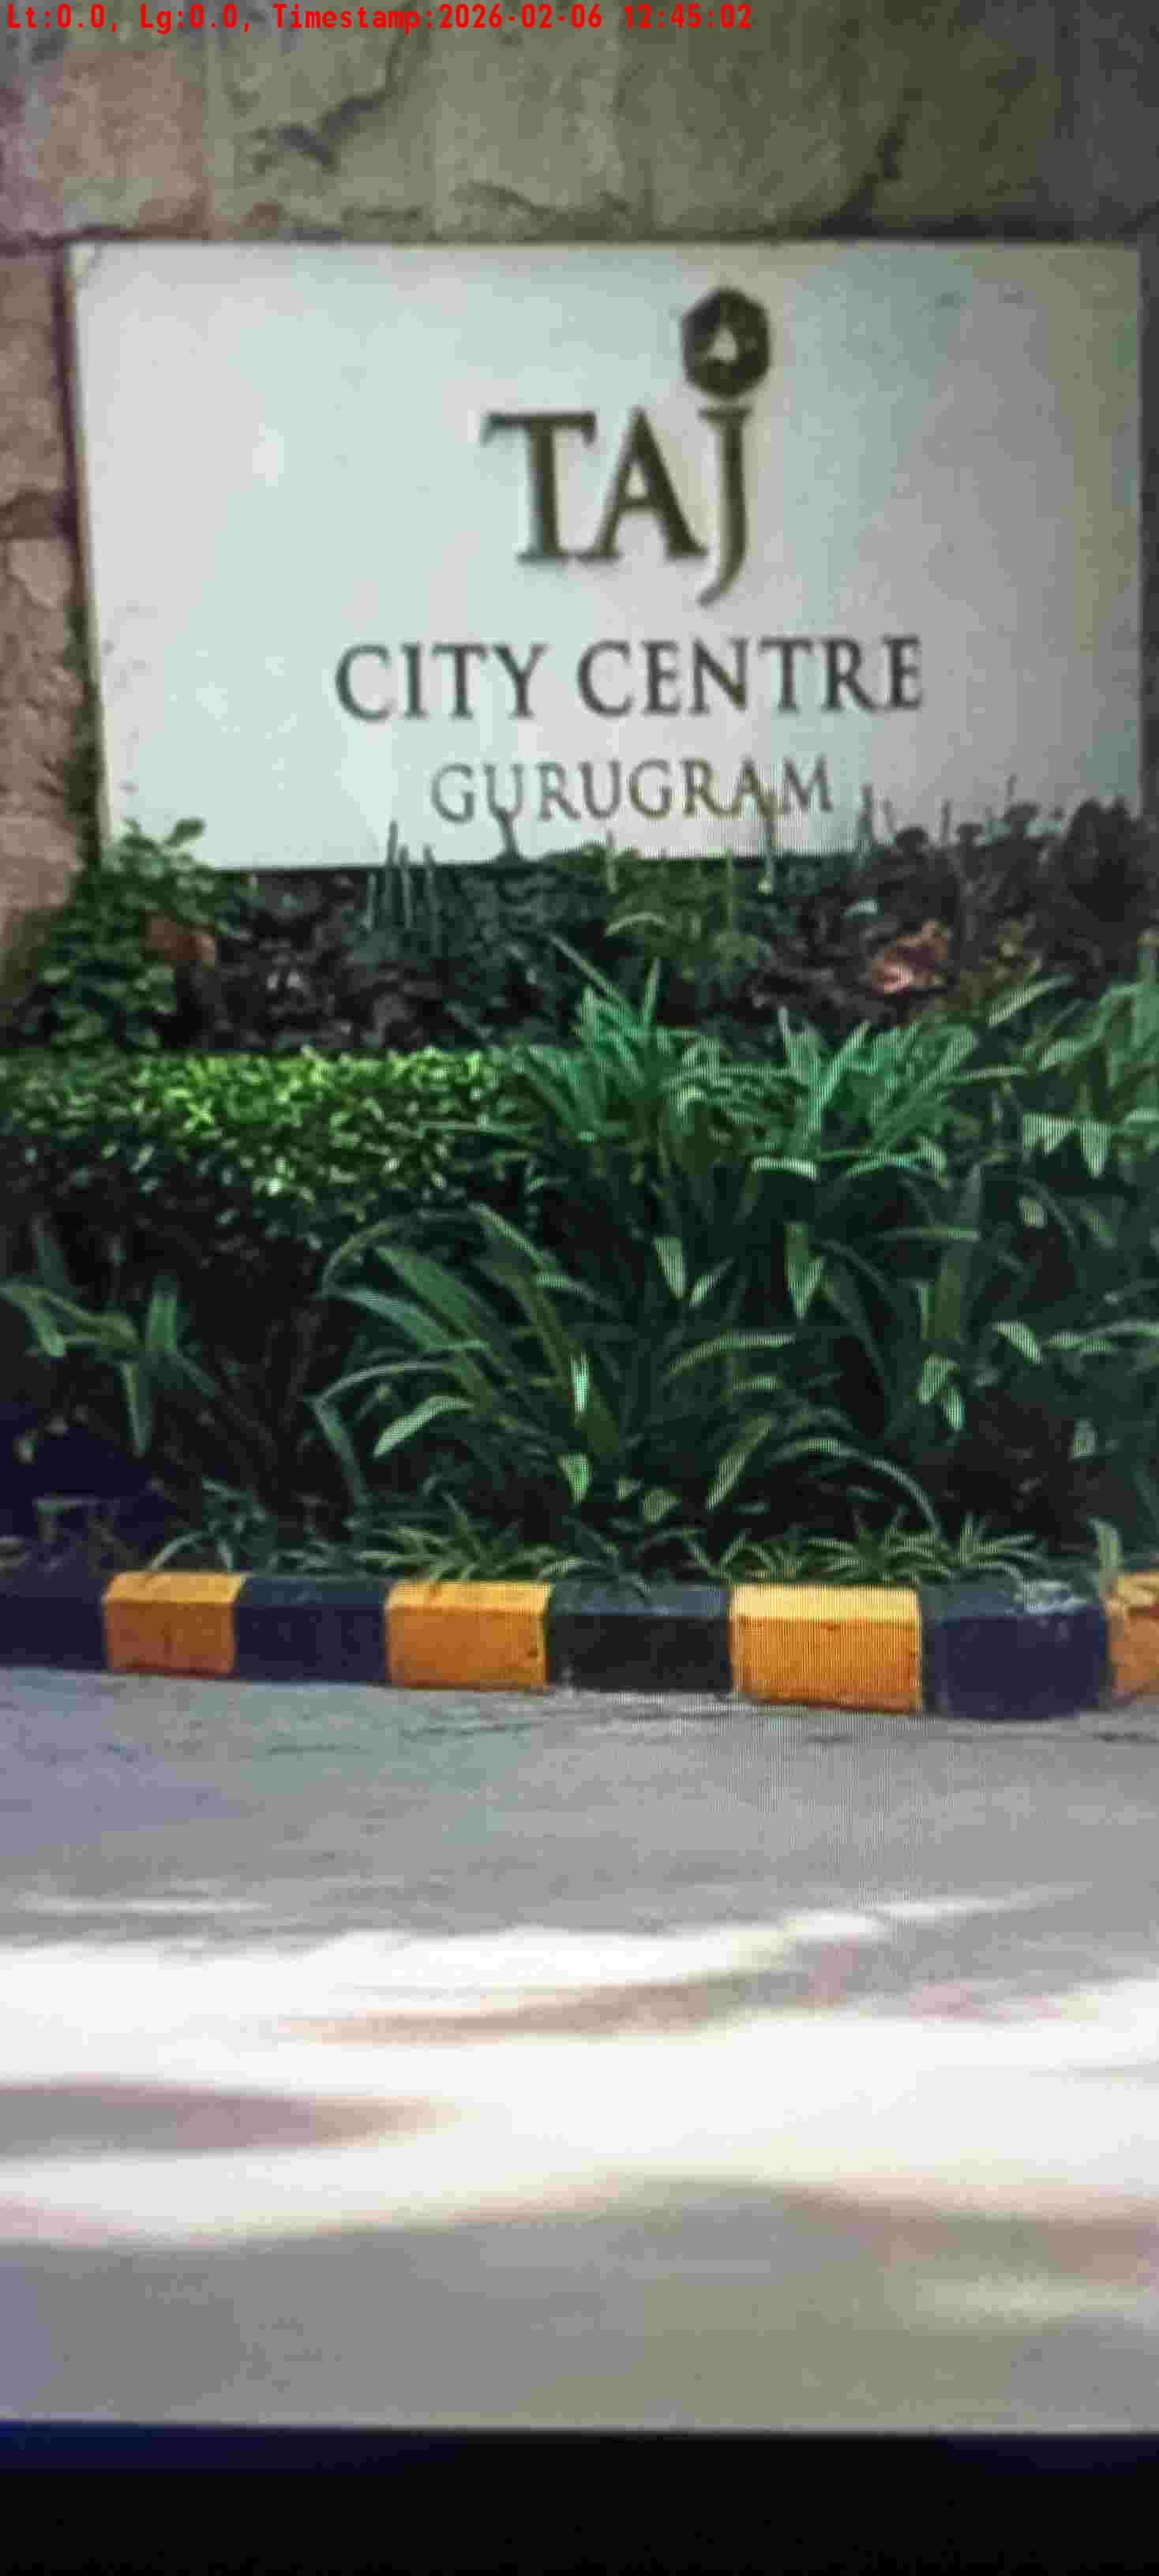 Lt:0.0, Lg:0.0, Timestamp:2026-02-06 12:45:02
TAJ
CITY CENTRE
GURUGRAM